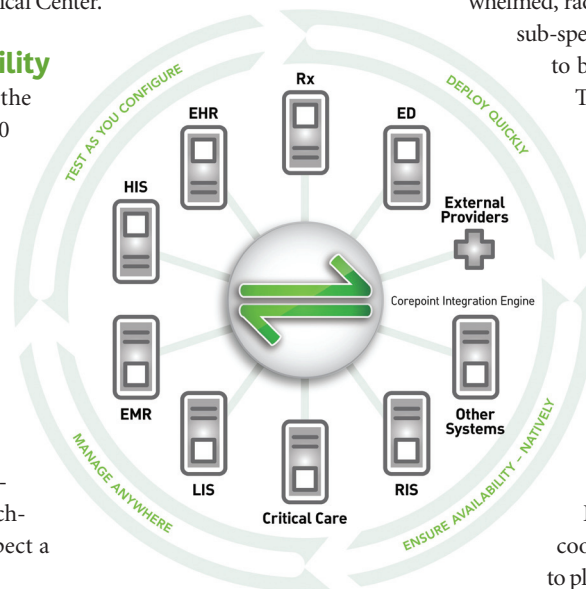 ical Center.
ility
the
0
whelmed, rad
sub-spe
to b
T
TEST AS YOU CONFIGURE
DEPLOY QUICKLY
Rx
EHR
ED
HIS
External
Providers
Corepoint Integration Engine
EMR
Other
Systems
LIS
RIS
Critical Care
MANAGE ANYWHERE
ENSURE AVAILABILITY – NATIVELY
-
ch-
pect a
coo
to pl